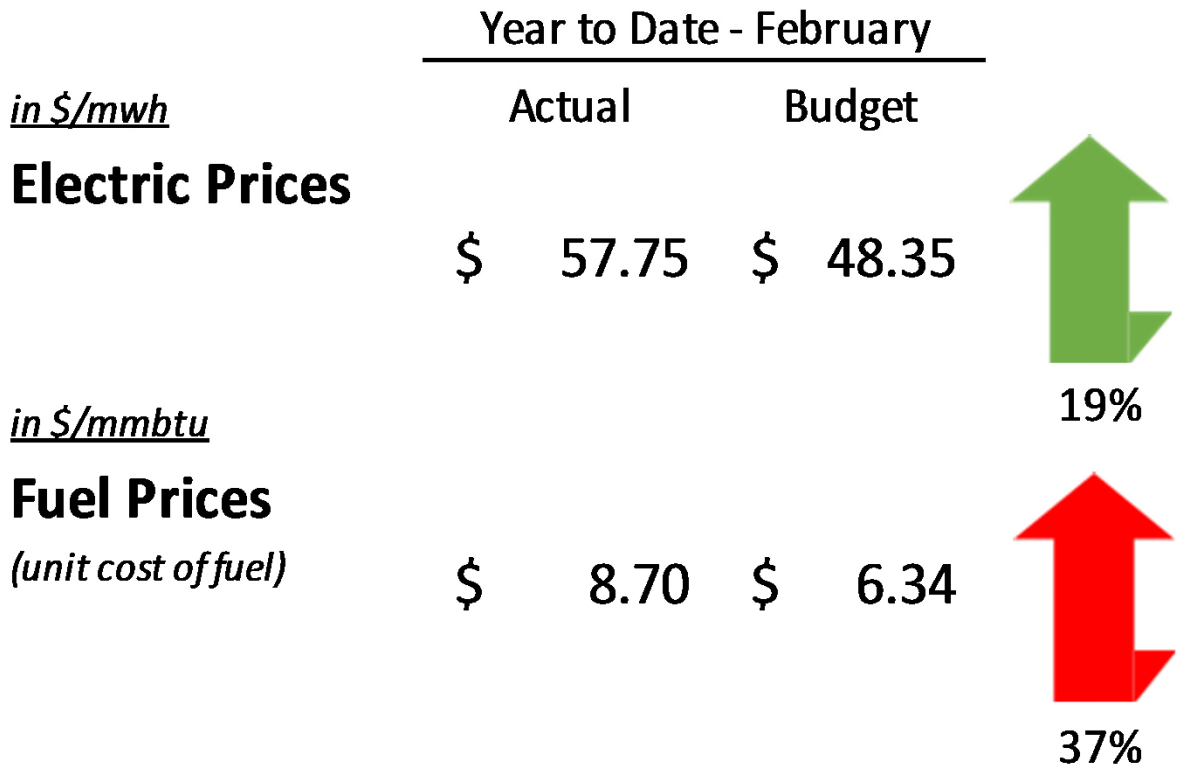 Year to Date - February
in $/mwh Actual Budget
Electric Prices
$ 57.75 $ 48.35
19%
in $/mmbtu
Fuel Prices
(unit cost of fuel)
$ 8.70 $ 6.34
37%